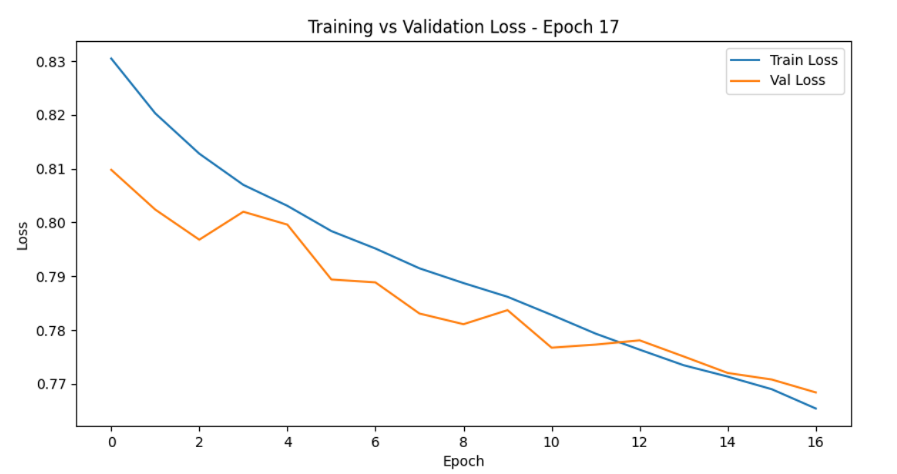 Training vs Validation Loss - Epoch 17
Train Loss
Val Loss
0.83
0.82
0.81
0.80
0.79
0.78
0.77
Loss
0 2 4 6 8 10 12 14 16
Epoch